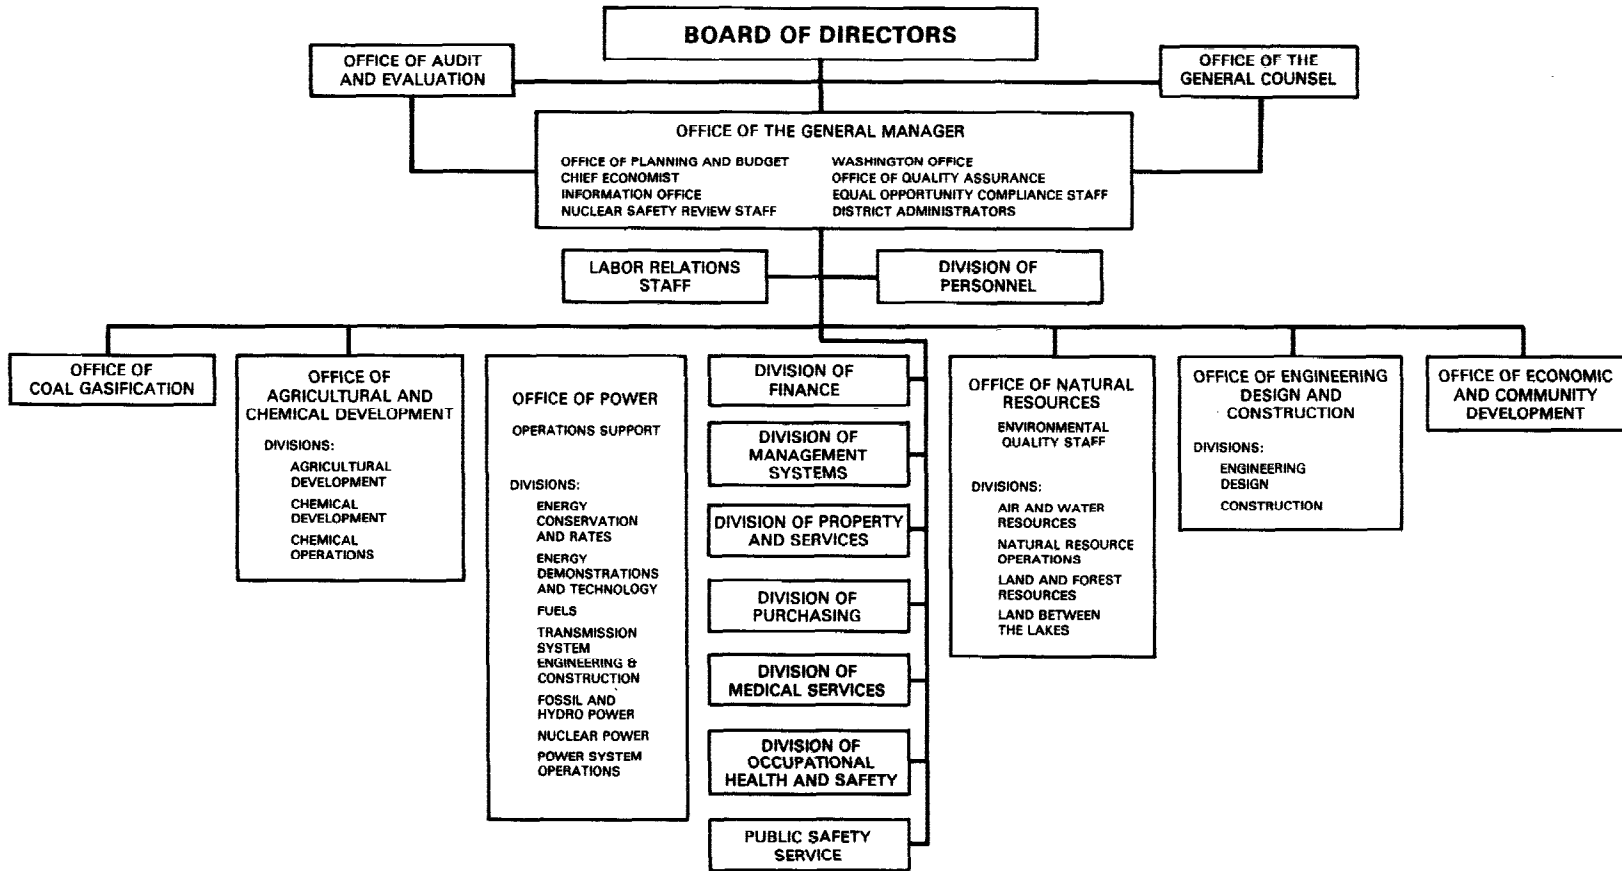 BOARD OF DIRECTORS
OFFICE OF AUDIT
AND EVALUATION
OFFICE OF THE
GENERAL COUNSEL
OFFICE OF THE GENERAL MANAGER
OFFICE OF PLANNING AND BUDGET
CHIEF ECONOMIST
INFORMATION OFFICE
NUCLEAR SAFETY REVIEW STAFF
WASHINGTON OFFICE
OFFICE OF QUALITY ASSURANCE
EQUAL OPPORTUNITY COMPLIANCE STAFF
DISTRICT ADMINISTRATORS
LABOR RELATIONS
STAFF
DIVISION OF
PERSONNEL
OFFICE OF
COAL GASIFICATION
OFFICE OF
AGRICULTURAL AND
CHEMICAL DEVELOPMENT
DIVISIONS:
AGRICULTURAL
DEVELOPMENT
CHEMICAL
DEVELOPMENT
CHEMICAL
OPERATIONS
OFFICE OF POWER
OPERATIONS SUPPORT
DIVISIONS:
ENERGY
CONSERVATION
AND RATES
ENERGY
DEMONSTRATIONS
AND TECHNOLOGY
FUELS
TRANSMISSION
SYSTEM
ENGINEERING &
CONSTRUCTION
FOSSIL AND
HYDRO POWER
NUCLEAR POWER
POWER SYSTEM
OPERATIONS
DIVISION OF
FINANCE
DIVISION OF
MANAGEMENT
SYSTEMS
DIVISION OF PROPERTY
AND SERVICES
DIVISION OF
PURCHASING
DIVISION OF
MEDICAL SERVICES
DIVISION OF
OCCUPATIONAL
HEALTH AND SAFETY
PUBLIC SAFETY
SERVICE
OFFICE OF NATURAL
RESOURCES
ENVIRONMENTAL
QUALITY STAFF
DIVISIONS:
AIR AND WATER
RESOURCES
NATURAL RESOURCE
OPERATIONS
LAND AND FOREST
RESOURCES
LAND BETWEEN
THE LAKES
OFFICE OF ENGINEERING
DESIGN AND
CONSTRUCTION
DIVISIONS:
ENGINEERING
DESIGN
CONSTRUCTION
OFFICE OF ECONOMIC
AND COMMUNITY
DEVELOPMENT